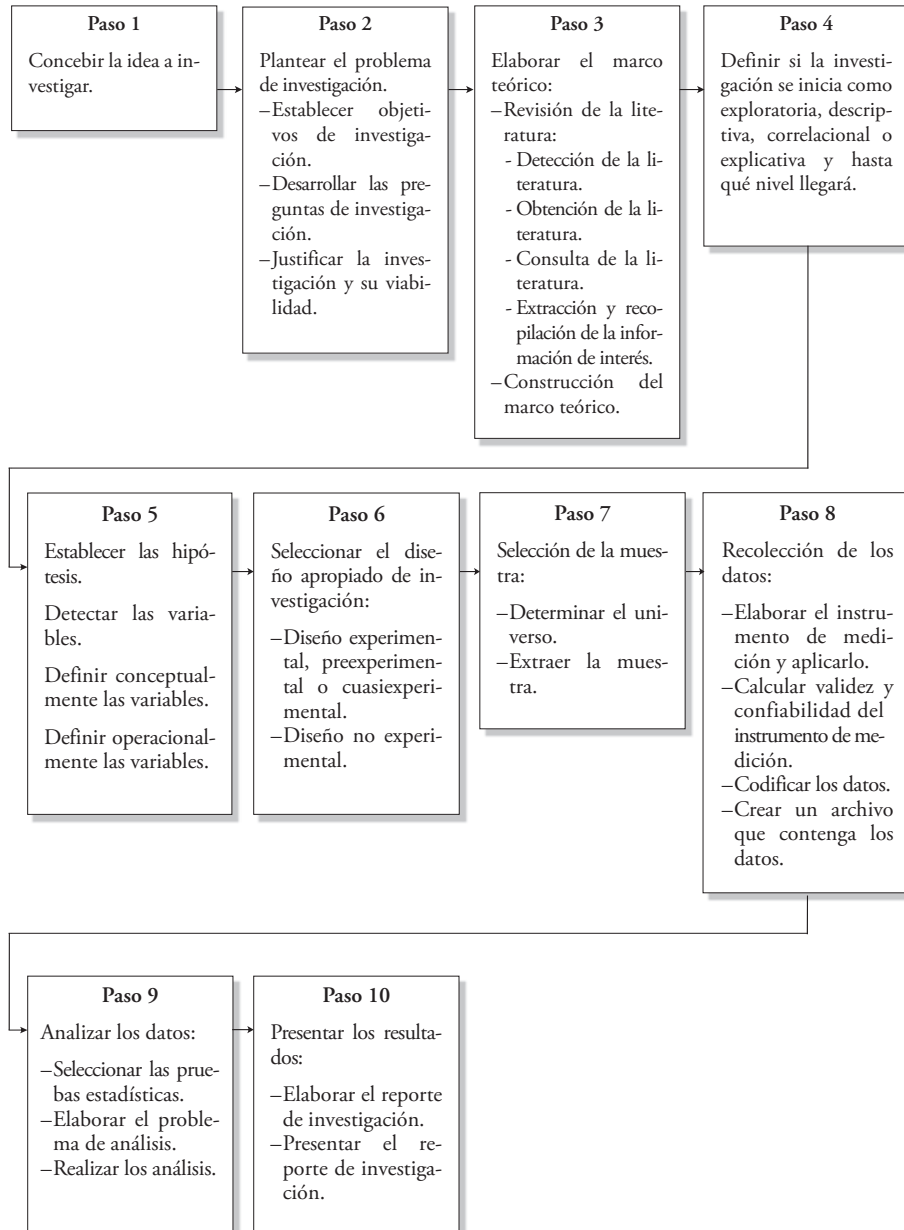 Paso 1
Concebir la idea a in-
vestigar.
Paso 2
Plantear el problema
de investigación.
–Establecer objeti-
vos de investiga-
ción.
–Desarrollar las pre-
guntas de investiga-
ción.
–Justificar la inves-
tigación y su viabi-
lidad.
Paso 3
Elaborar el marco
teórico:
–Revisión de la lite-
ratura:
- Detección de la li-
teratura.
- Obtención de la li-
teratura.
- Consulta de la li-
teratura.
- Extracción y reco-
pilación de la infor-
mación de interés.
–Construcción del
marco teórico.
Paso 4
Definir si la investi-
gación se inicia como
exploratoria, descrip-
tiva, correlacional o
explicativa y hasta
qué nivel llegará.
Paso 5
Establecer las hipó-
tesis.
Detectar las varia-
bles.
Definir conceptual-
mente las variables.
Definir operacional-
mente las variables.
Paso 6
Seleccionar el dise-
ño apropiado de in-
vestigación:
–Diseño experimen-
tal, preexperimen-
tal o cuasiexperi-
mental.
–Diseño no experi-
mental.
Paso 7
Selección de la mues-
tra:
–Determinar el uni-
verso.
–Extraer la mues-
tra.
Paso 8
Recolección de los
datos:
–Elaborar el instru-
mento de medi-
ción y aplicarlo.
–Calcular validez y
confiabilidad del
instrumento de me-
dición.
–Codificar los datos.
–Crear un archivo
que contenga los
datos.
Paso 9
Analizar los datos:
–Seleccionar las prue-
bas estadísticas.
–Elaborar el proble-
ma de análisis.
–Realizar los análisis.
Paso 10
Presentar los resulta-
dos:
–Elaborar el reporte
de investigación.
–Presentar el re-
porte de investiga-
ción.